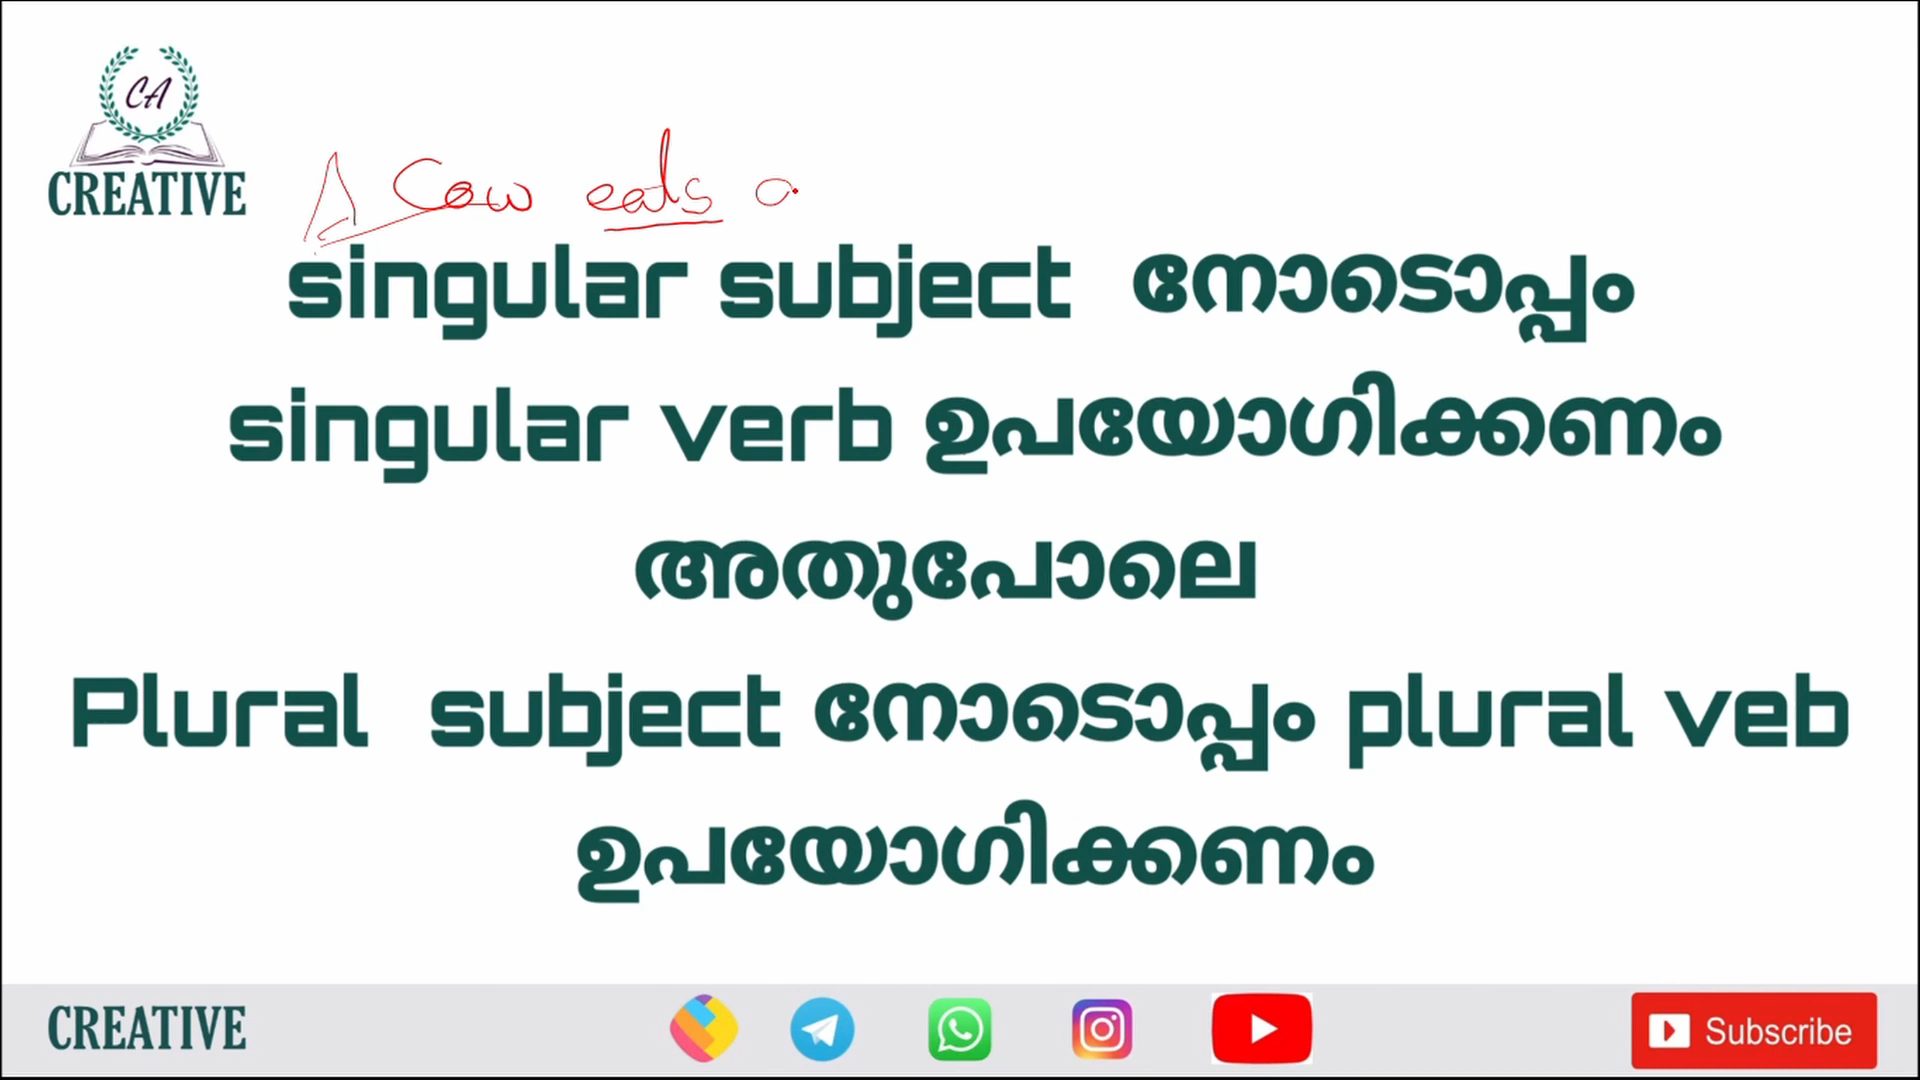 CA
CREATIVE
A Cow eats
singular subject നോടൊപ്പം
singular verb ഉപയോഗിക്കണം
അതുപോലെ
Plural subject നോടൊപ്പം plural veb
ഉപയോഗിക്കണം
CREATIVE
Subscribe